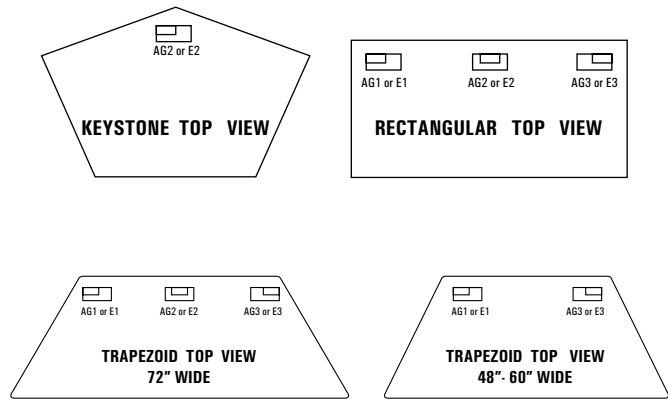 AG2 or E2
KEYSTONE TOP VIEW
AG1 or E1
AG2 or E2
AG3 or E3
RECTANGULAR TOP VIEW
AG1 or E1
AG2 or E2
AG3 or E3
TRAPEZOID TOP VIEW
72" WIDE
AG1 or E1
AG3 or E3
TRAPEZOID TOP VIEW
48"- 60" WIDE